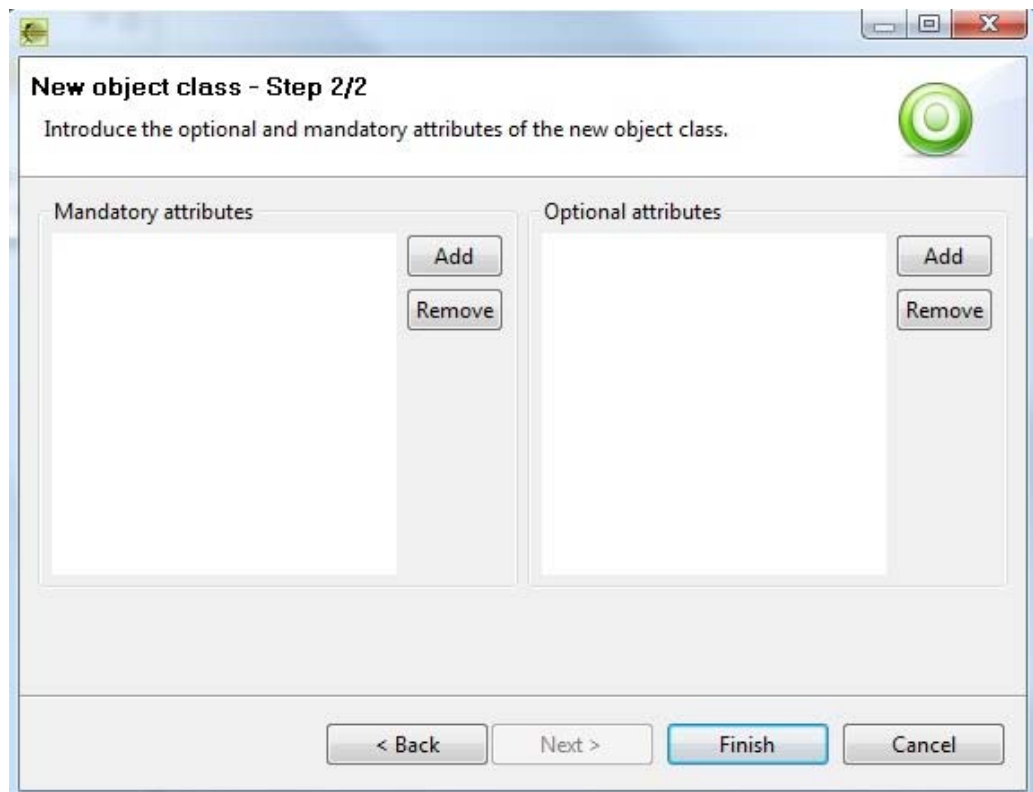 New object class - Step 2/2
Introduce the optional and mandatory attributes of the new object class.
Mandatory attributes
Add
Remove
Optional attributes
Add
Remove
< Back
Next >
Finish
Cancel